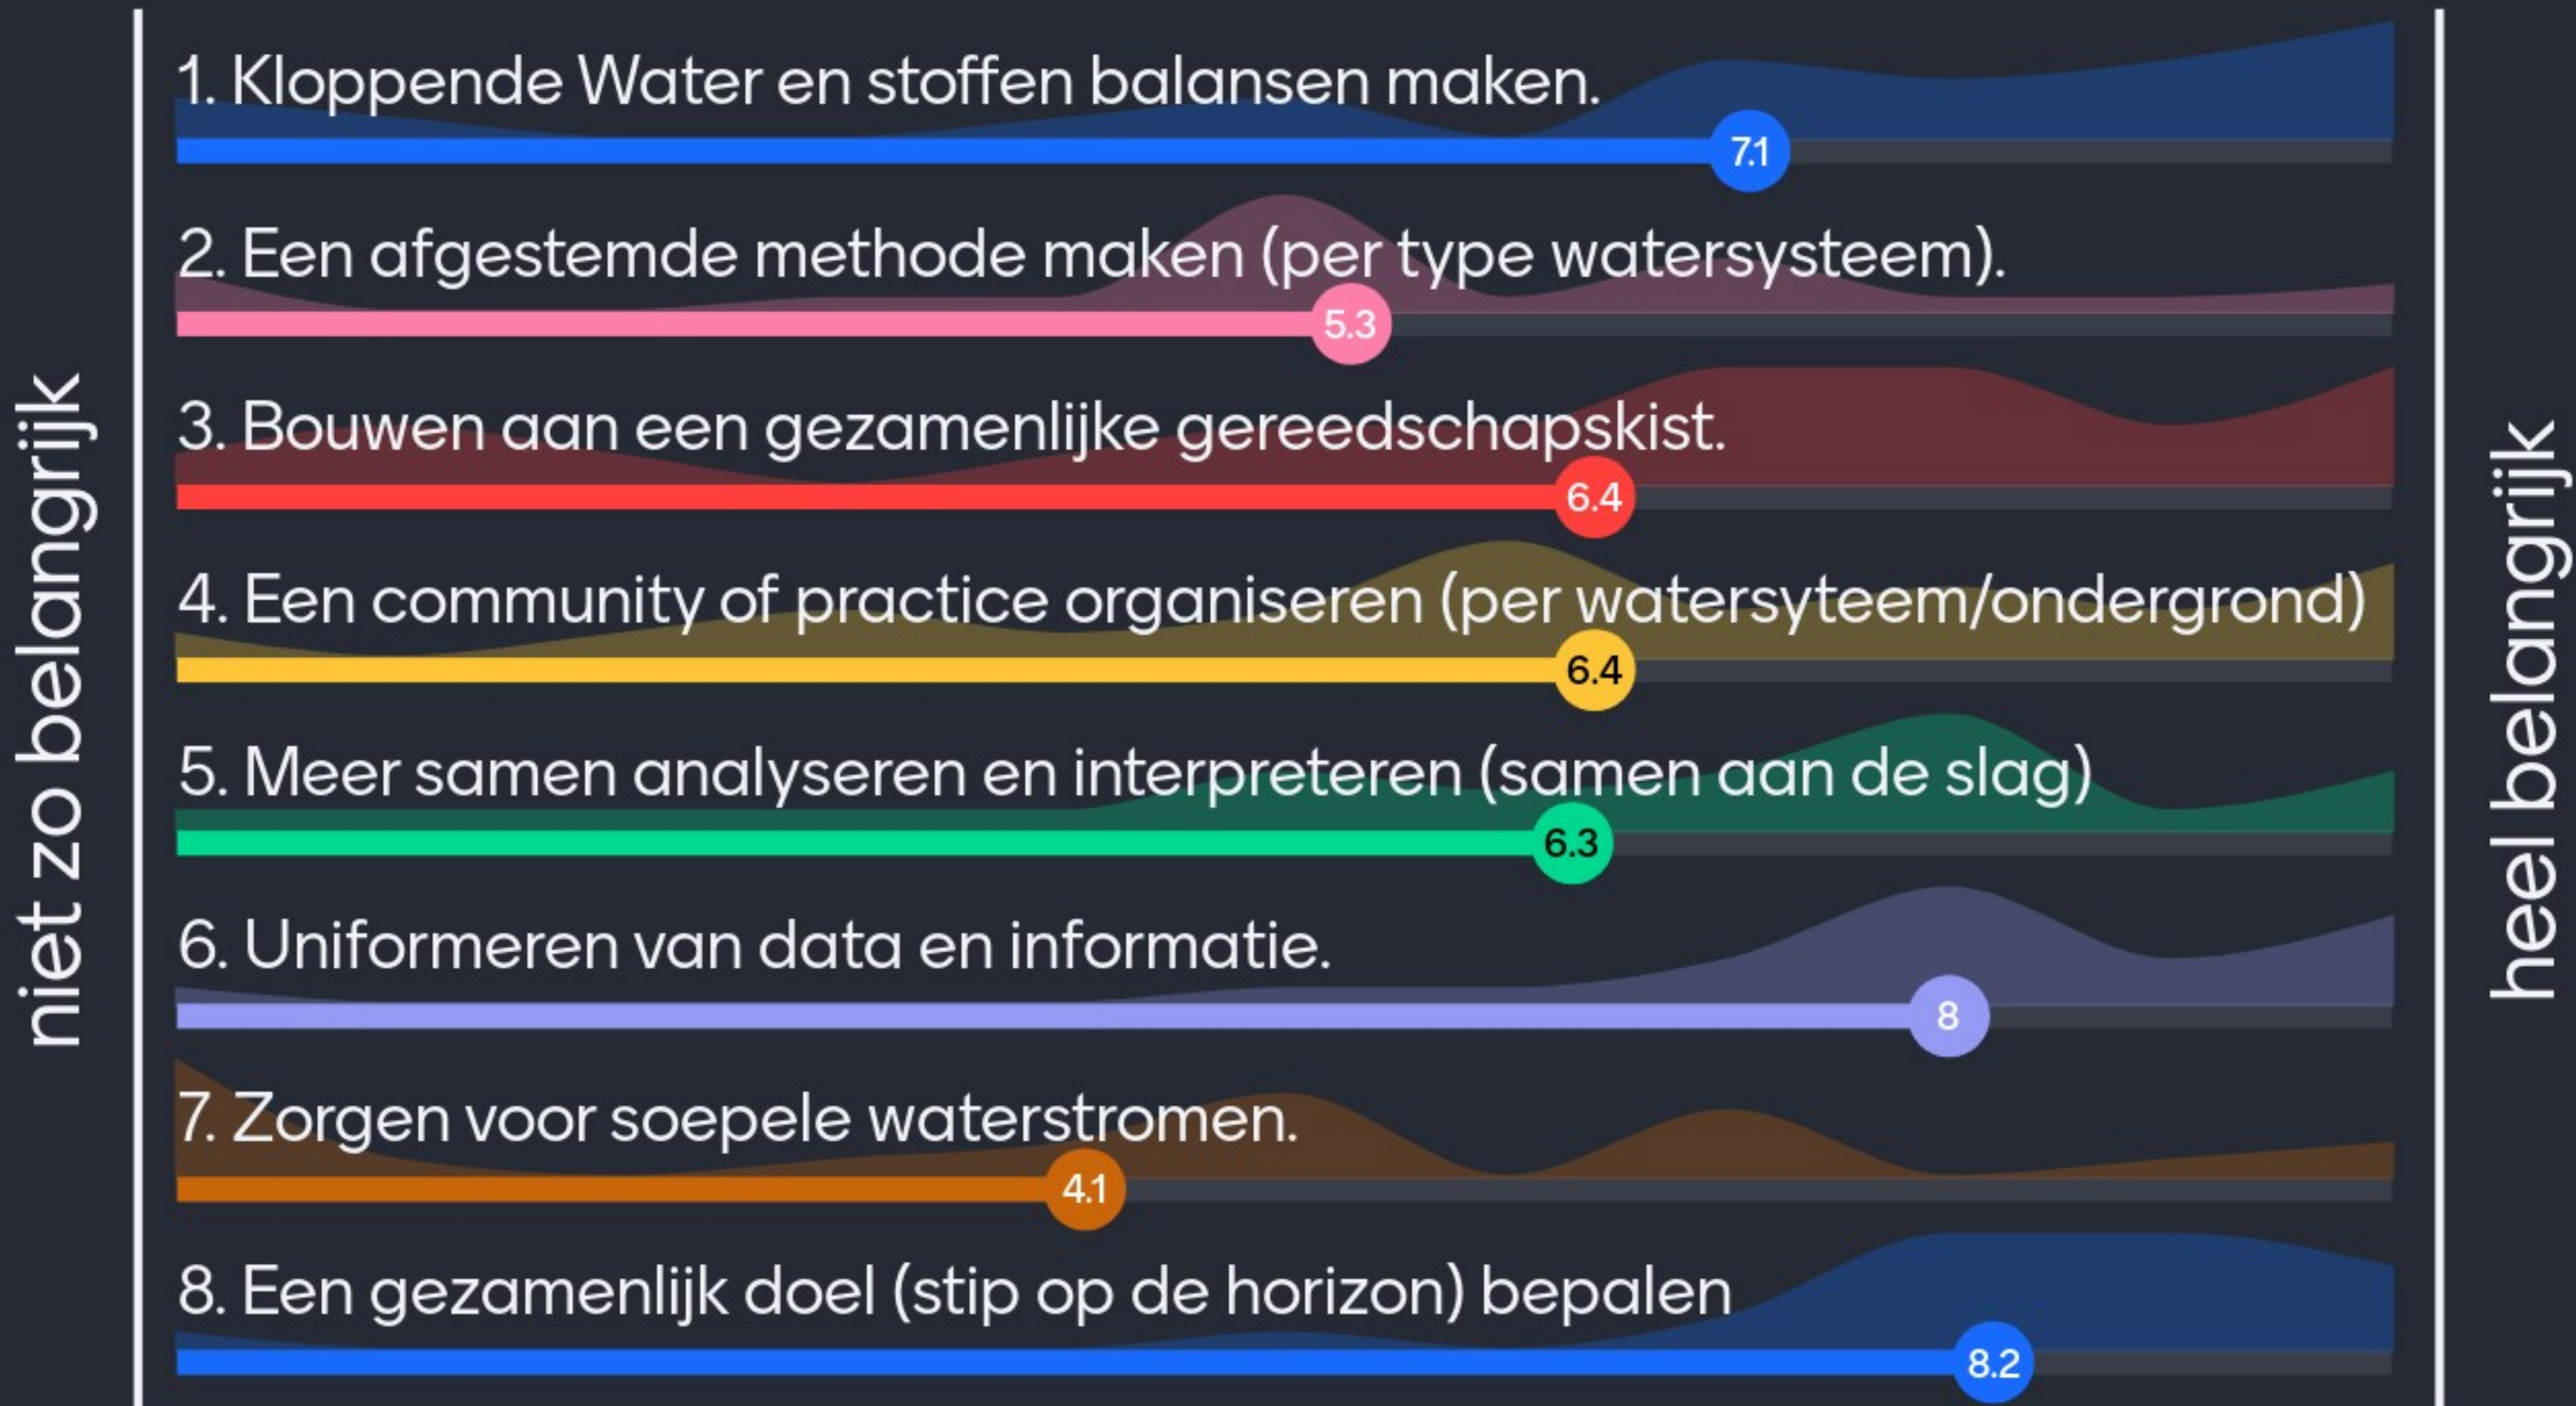 niet zo belangrijk
1. Kloppende Water en stoffen balansen maken.
7.1
2. Een afgestemde methode maken (per type watersysteem).
5.3
3. Bouwen aan een gezamenlijke gereedschapskist.
6.4
4. Een community of practice organiseren (per watersyteem/ondergrond)
6.4
5. Meer samen analyseren en interpreteren (samen aan de slag)
6.3
6. Uniformeren van data en informatie.
8
7. Zorgen voor soepele waterstromen.
4.1
8. Een gezamenlijk doel (stip op de horizon) bepalen
8.2
heel belangrijk